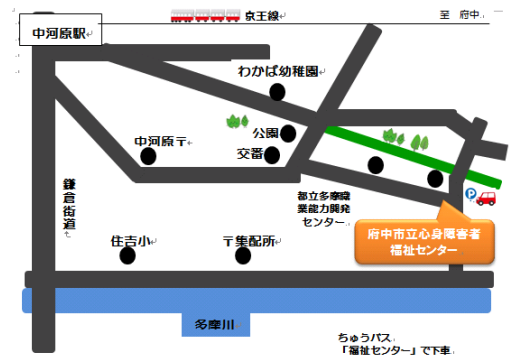 京王線
至　府中
中河原駅
わかば幼稚園
公園
中河原〒
交番
鎌倉街道
都立多摩職
業能力開発
センター
府中市立心身障害者
福祉センター
住吉小
〒集配所
多摩川
ちゅうバス
「福祉センター」で下車